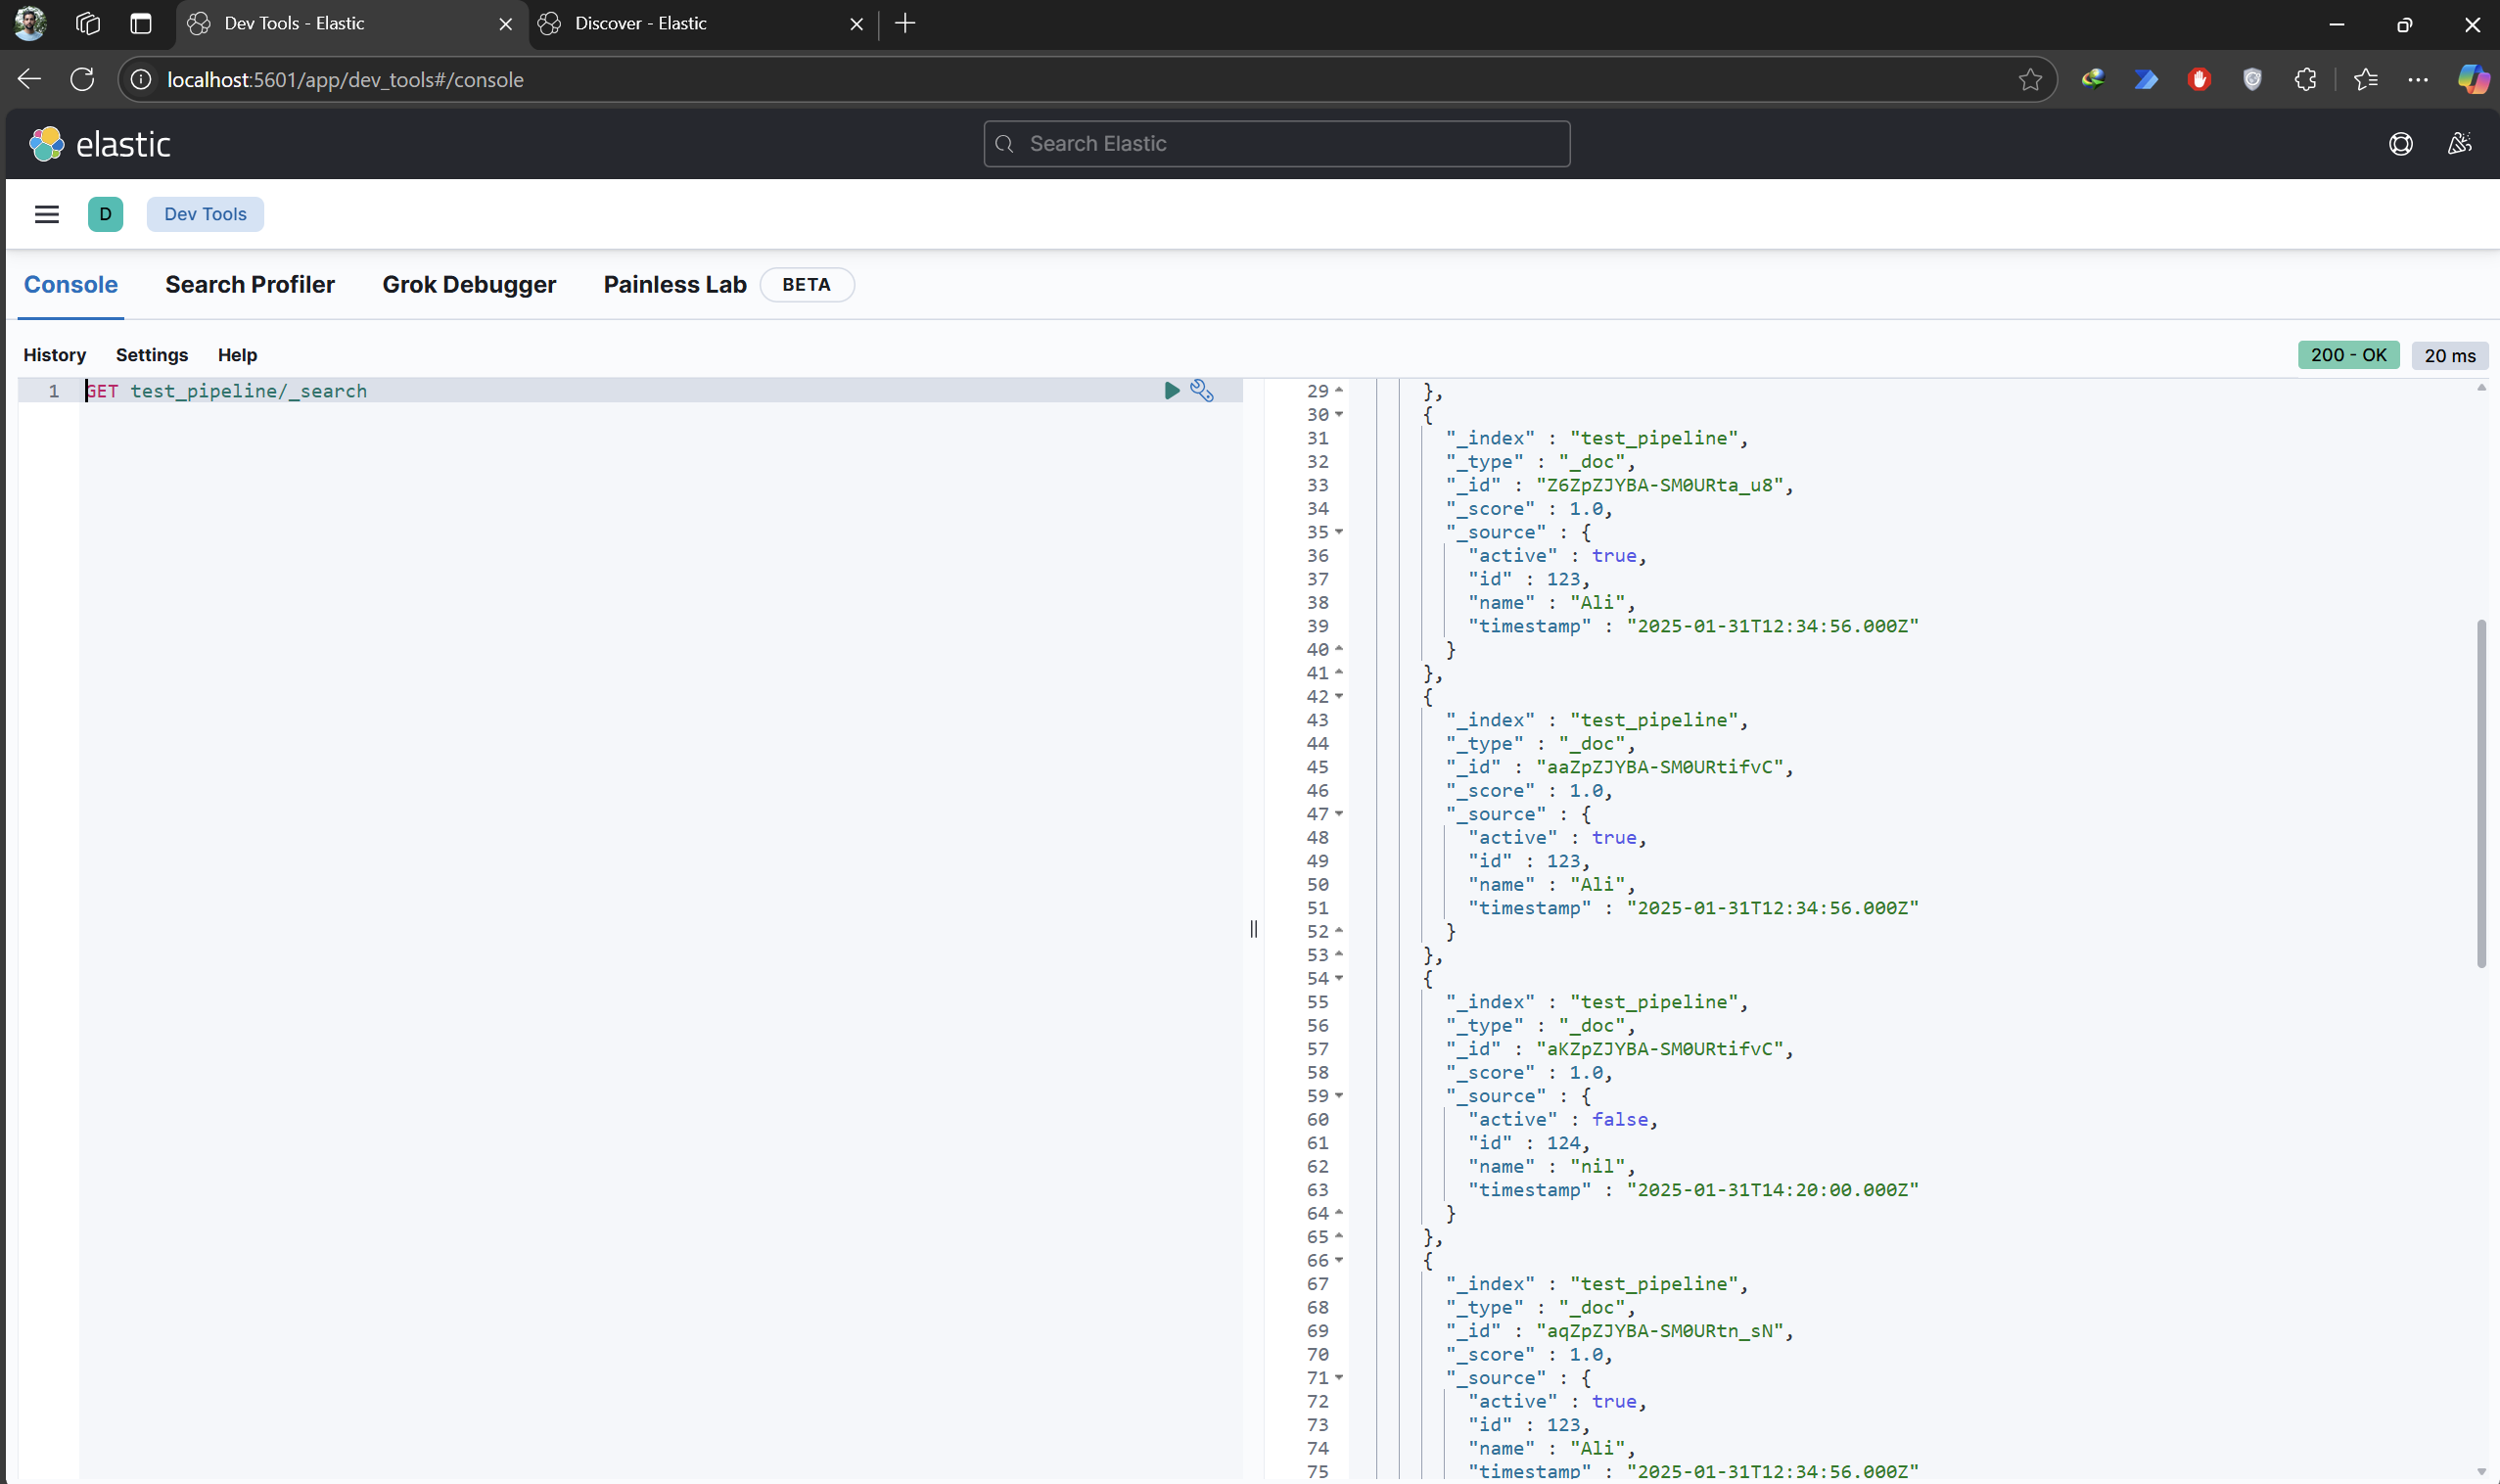 Dev Tools - Elastic
Discover - Elastic
localhost:5601/app/dev_tools#/console
elastic
Search Elastic
D
Dev Tools
Console
Search Profiler
Grok Debugger
Painless Lab
BETA
History
Settings
Help
200 - OK
20 ms
1 GET test_pipeline/_search
29 },
30 {
31 "_index" : "test_pipeline",
32 "_type" : "_doc",
33 "_id" : "Z6ZpZJYBA-SM0URta_u8",
34 "_score" : 1.0,
35 "_source" : {
36 "active" : true,
37 "id" : 123,
38 "name" : "Ali",
39 "timestamp" : "2025-01-31T12:34:56.000Z"
40 }
41 },
42 {
43 "_index" : "test_pipeline",
44 "_type" : "_doc",
45 "_id" : "aaZpZJYBA-SM0URtifvC",
46 "_score" : 1.0,
47 "_source" : {
48 "active" : true,
49 "id" : 123,
50 "name" : "Ali",
51 "timestamp" : "2025-01-31T12:34:56.000Z"
52 }
53 },
54 {
55 "_index" : "test_pipeline",
56 "_type" : "_doc",
57 "_id" : "aKZpZJYBA-SM0URtifvC",
58 "_score" : 1.0,
59 "_source" : {
60 "active" : false,
61 "id" : 124,
62 "name" : "nil",
63 "timestamp" : "2025-01-31T14:20:00.000Z"
64 }
65 },
66 {
67 "_index" : "test_pipeline",
68 "_type" : "_doc",
69 "_id" : "aqZpZJYBA-SM0URtn_sN",
70 "_score" : 1.0,
71 "_source" : {
72 "active" : true,
73 "id" : 123,
74 "name" : "Ali",
75 "timestamp" : "2025-01-31T12:34:56.000Z"